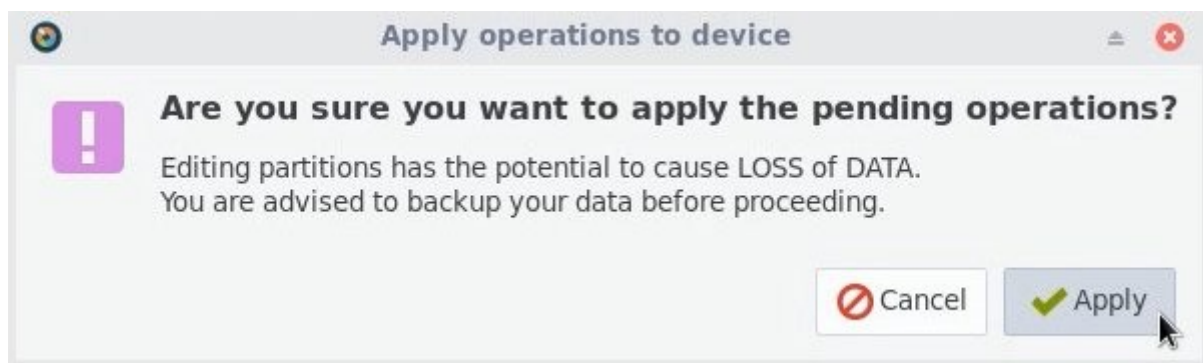 Apply operations to device
Are you sure you want to apply the pending operations?
Editing partitions has the potential to cause LOSS of DATA.
You are advised to backup your data before proceeding.
Cancel
Apply